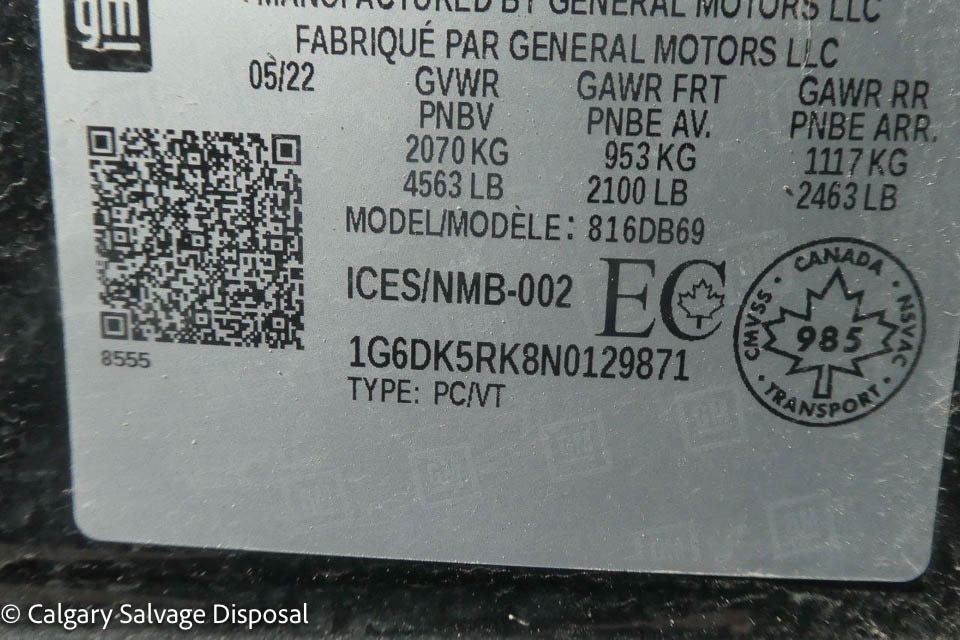 MANUFACTURED BY GENERAL MOTORS LLC
gm
FABRIQUÉ PAR GENERAL MOTORS LLC
05/22 GVWR GAWR FRT GAWR RR
PNBV PNBE AV. PNBE ARR.
2070 KG 953 KG 1117 KG
4563 LB 2100 LB 2463 LB
MODEL/MODÈLE: 816DB69
ICES/NMB-002 EC
8555
1G6DK5RK8N0129871
TYPE: PC/VT
CANADA
CMVSS · NSVAC
985
· TRANSPORT ·
© Calgary Salvage Disposal